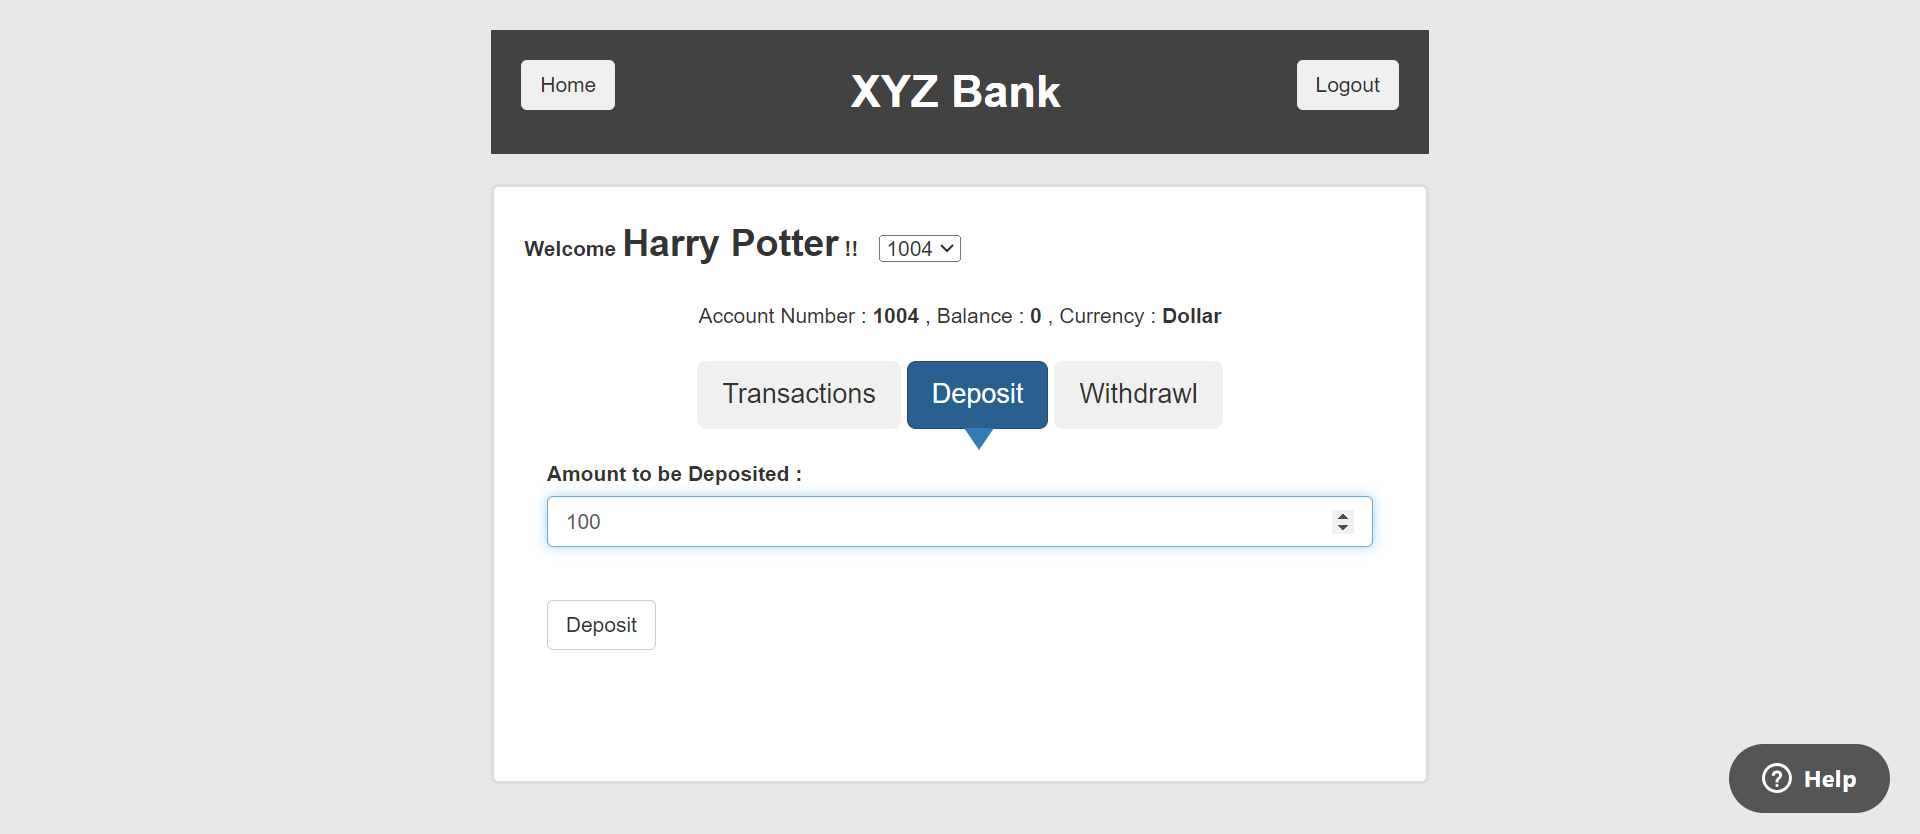 Home
XYZ Bank
Logout
Welcome Harry Potter !! 1004
Account Number : 1004 , Balance : 0 , Currency : Dollar
Transactions
Deposit
Withdrawl
Amount to be Deposited :
100
Deposit
Help